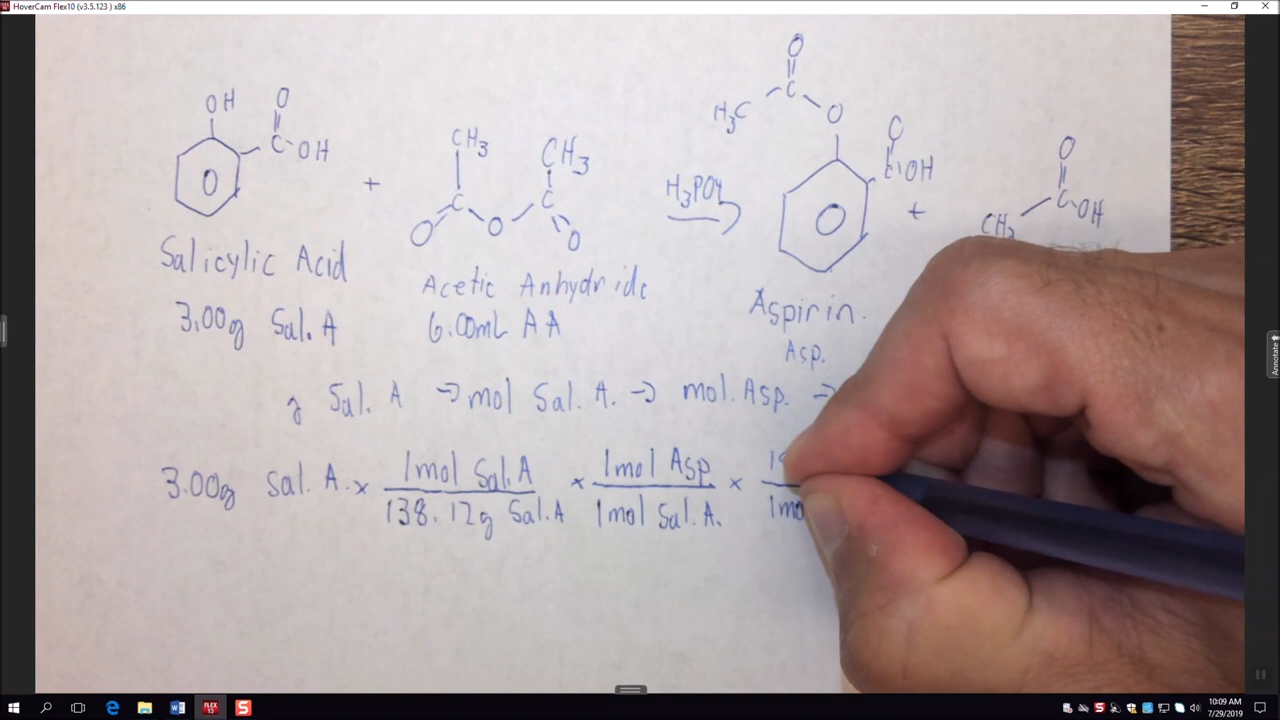 HoverCam Flex10 (v3.5.123 ) x86
O
H₃C C O
OH O
C OH
CH₃ CH₃
C C
O O O
+
H₃PO₄
C
C OH
+
O
C OH
CH₃
Salicylic Acid
Acetic Anhydride
Aspirin.
3.00g Sal. A
6.00mL AA
Asp.
g Sal. A → mol Sal. A. → mol. Asp. →
3.00g Sal. A. × 1mol Sal. A / 138.12g Sal. A × 1mol Asp / 1mol Sal. A. ×
Annotate
10:09 AM
7/29/2019